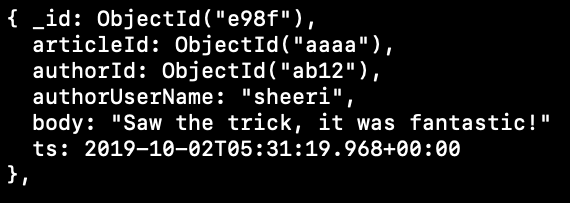 { _id: ObjectId("e98f"),
articleId: ObjectId("aaaa"),
authorId: ObjectId("ab12"),
authorUserName: "sheeri",
body: "Saw the trick, it was fantastic!"
ts: 2019-10-02T05:31:19.968+00:00
},